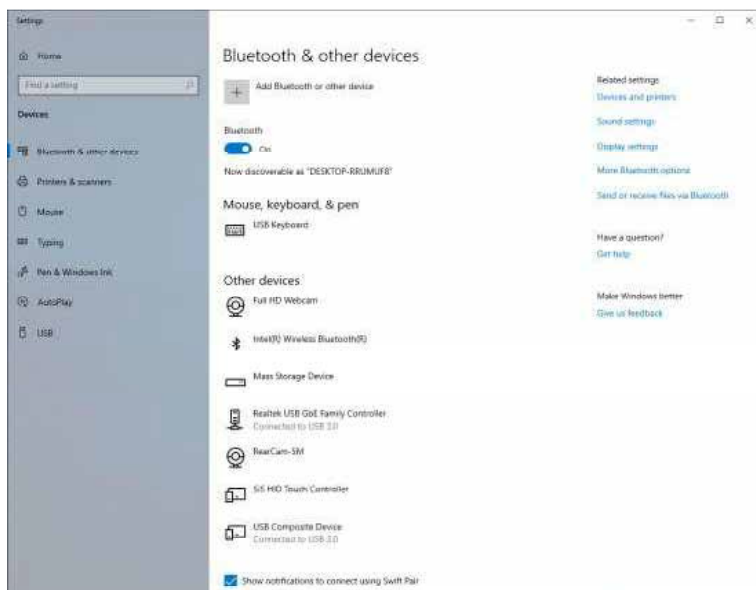 Settings
Home
Find a setting
Devices
Bluetooth & other devices
Printers & scanners
Mouse
Typing
Pen & Windows Ink
AutoPlay
USB
Bluetooth & other devices
Add Bluetooth or other device
Bluetooth
On
Now discoverable as "DESKTOP-RRUMUF8"
Mouse, keyboard, & pen
USB Keyboard
Other devices
Full HD Webcam
Intel(R) Wireless Bluetooth(R)
Mass Storage Device
Realtek USB GbE Family Controller
Connected to USB 3.0
RearCam-5M
SiS HID Touch Controller
USB Composite Device
Connected to USB 3.0
Show notifications to connect using Swift Pair
Related settings
Devices and printers
Sound settings
Display settings
More Bluetooth options
Send or receive files via Bluetooth
Have a question?
Get help
Make Windows better
Give us feedback